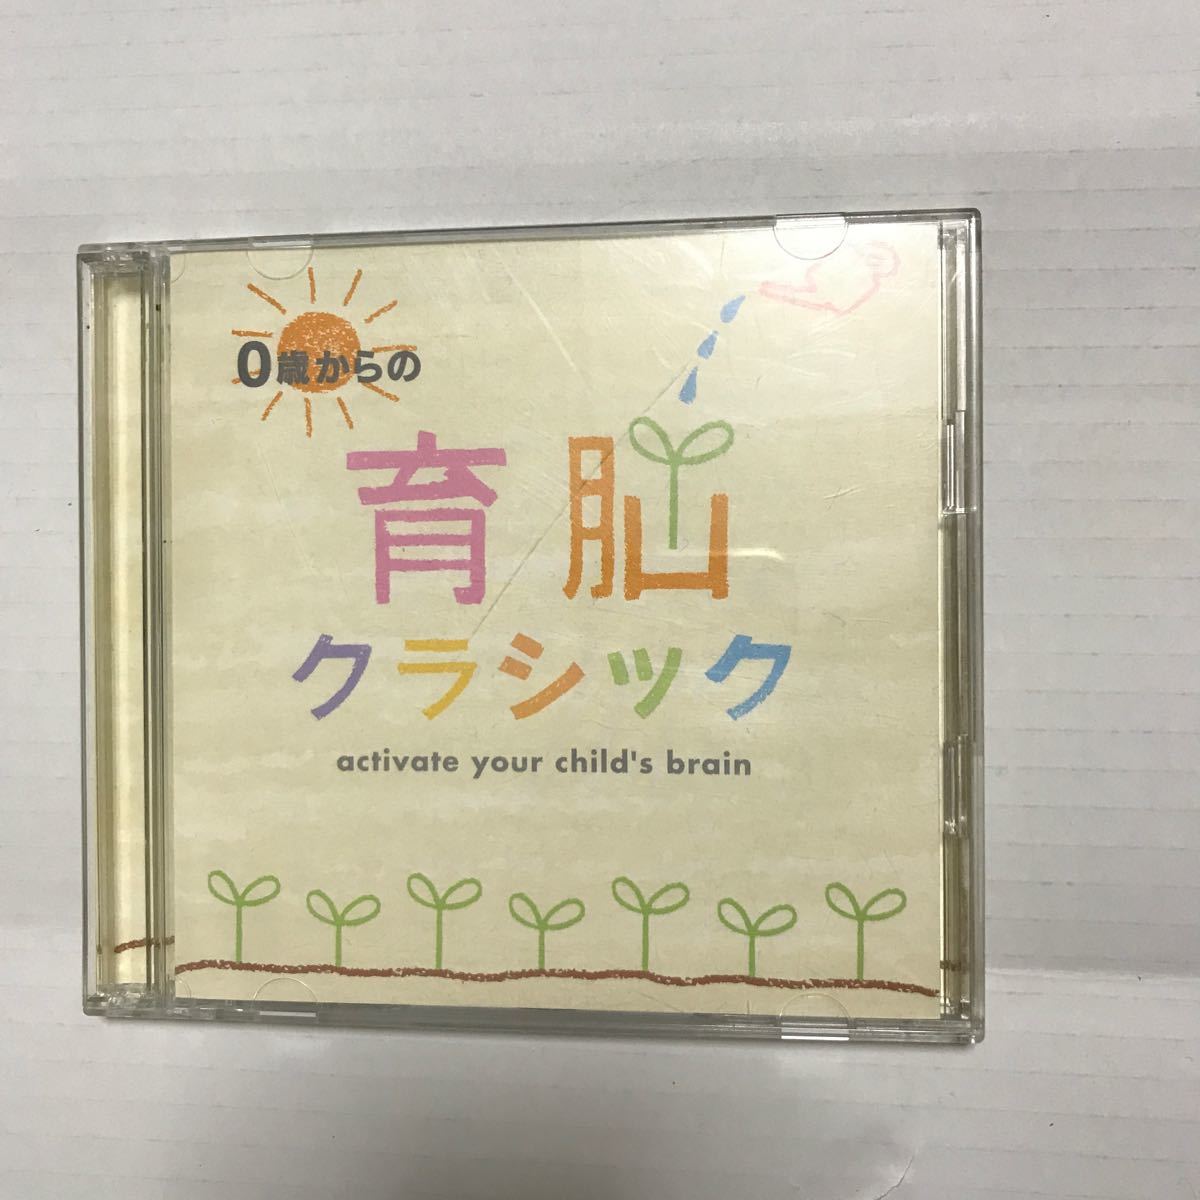 0歳からの
育脳
クラシック
activate your child's brain